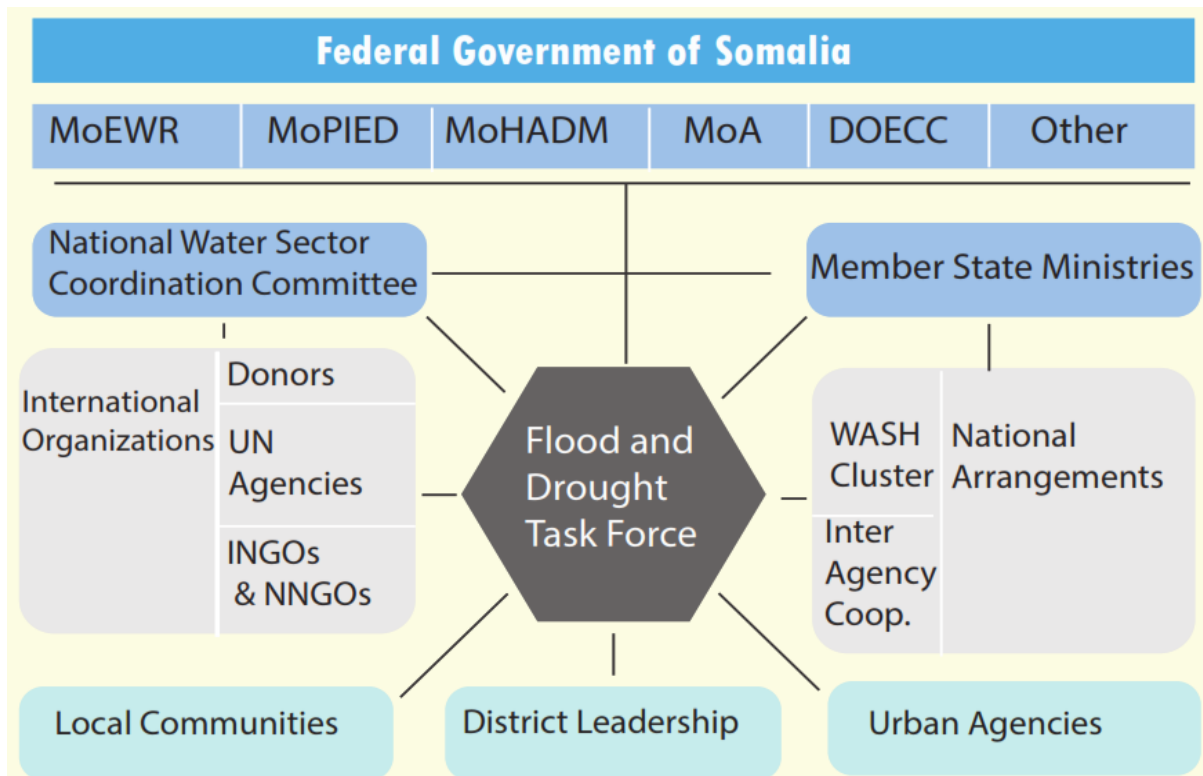 Federal Government of Somalia
MoEWR MoPIED MoHADM MoA DOECC Other
National Water Sector
Coordination Committee
Member State Ministries
International
Organizations
Donors
UN
Agencies
INGOs
& NNGOs
Flood and
Drought
Task Force
WASH
Cluster
Inter
Agency
Coop.
National
Arrangements
Local Communities
District Leadership
Urban Agencies